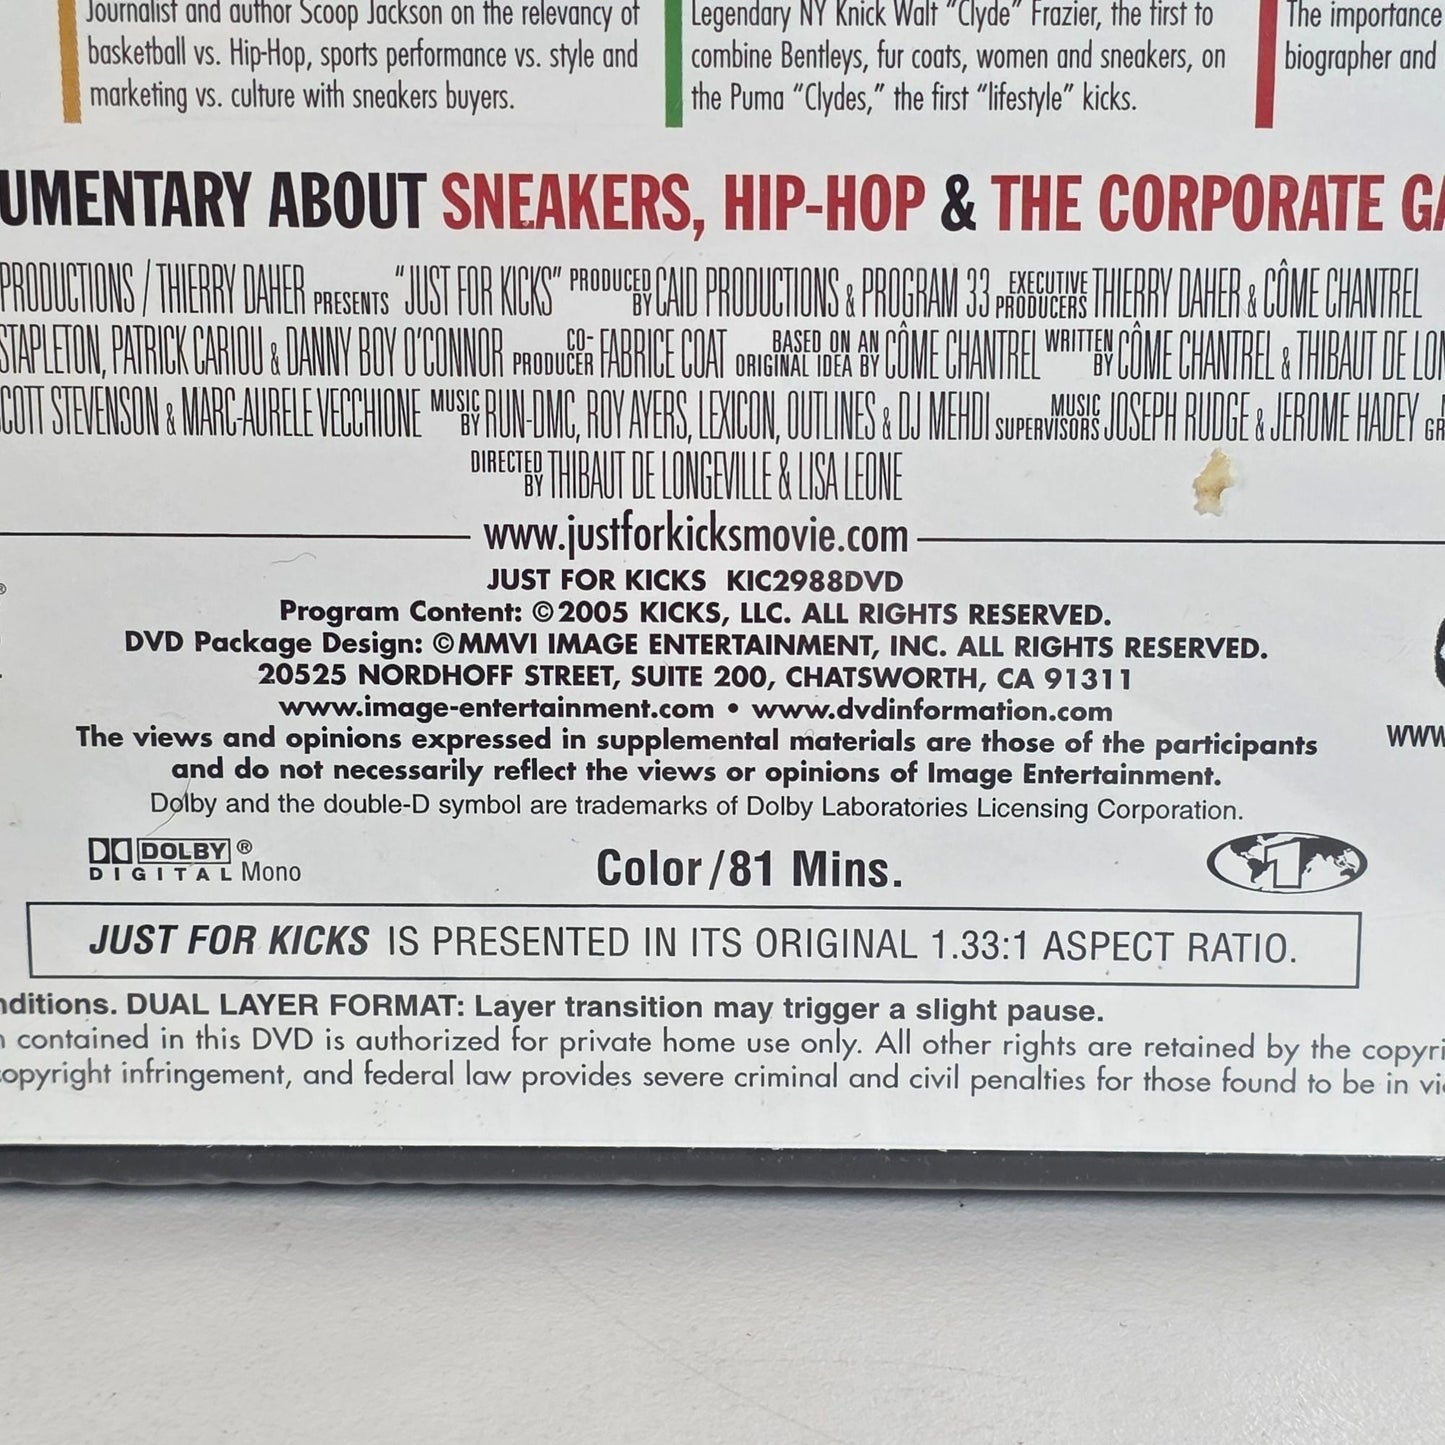 Journalist and author Scoop Jackson on the relevancy of
basketball vs. Hip-Hop, sports performance vs. style and
marketing vs. culture with sneakers buyers.
Legendary NY Knick Walt "Clyde" Frazier, the first to
combine Bentleys, fur coats, women and sneakers, on
the Puma "Clydes," the first "lifestyle" kicks.
The importance
biographer and
UMENTARY ABOUT SNEAKERS, HIP-HOP & THE CORPORATE GA
PRODUCTIONS / THIERRY DAHER PRESENTS "JUST FOR KICKS" PRODUCED BY CAID PRODUCTIONS & PROGRAM 33 EXECUTIVE PRODUCERS THIERRY DAHER & CÔME CHANTREL
STAPLETON, PATRICK CARIOU & DANNY BOY O'CONNOR CO-PRODUCER FABRICE COAT BASED ON AN ORIGINAL IDEA BY CÔME CHANTREL WRITTEN BY CÔME CHANTREL & THIBAUT DE LON
COTT STEVENSON & MARC-AURELE VECCHIONE MUSIC BY RUN-DMC, ROY AYERS, LEXICON, OUTLINES & DJ MEHDI MUSIC SUPERVISORS JOSEPH RUDGE & JEROME HADEY GR
DIRECTED BY THIBAUT DE LONGEVILLE & LISA LEONE
www.justforkicksmovie.com
JUST FOR KICKS KIC2988DVD
Program Content: ©2005 KICKS, LLC. ALL RIGHTS RESERVED.
DVD Package Design: ©MMVI IMAGE ENTERTAINMENT, INC. ALL RIGHTS RESERVED.
20525 NORDHOFF STREET, SUITE 200, CHATSWORTH, CA 91311
www.image-entertainment.com • www.dvdinformation.com
The views and opinions expressed in supplemental materials are those of the participants
and do not necessarily reflect the views or opinions of Image Entertainment.
Dolby and the double-D symbol are trademarks of Dolby Laboratories Licensing Corporation.
www
DOLBY ®
DIGITAL Mono
Color/81 Mins.
1
JUST FOR KICKS IS PRESENTED IN ITS ORIGINAL 1.33:1 ASPECT RATIO.
nditions. DUAL LAYER FORMAT: Layer transition may trigger a slight pause.
contained in this DVD is authorized for private home use only. All other rights are retained by the copyri
opyright infringement, and federal law provides severe criminal and civil penalties for those found to be in vi